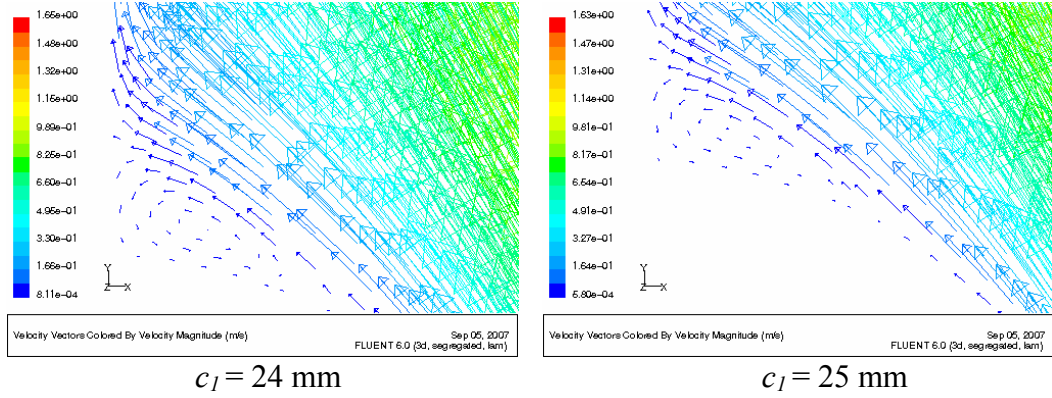 1.66e+00
1.48e+00
1.32e+00
1.16e+00
9.89e-01
8.25e-01
6.60e-01
4.95e-01
3.30e-01
1.66e-01
8.11e-04
Y
Z X
Velocity Vectors Colored By Velocity Magnitude (m/s)
Sep 05, 2007
FLUENT 6.0 (3d, segregated, lam)
c1 = 24 mm
1.63e+00
1.47e+00
1.31e+00
1.14e+00
9.81e-01
8.17e-01
6.54e-01
4.91e-01
3.27e-01
1.64e-01
6.80e-04
Y
Z X
Velocity Vectors Colored By Velocity Magnitude (m/s)
Sep 05, 2007
FLUENT 6.0 (3d, segregated, lam)
c1 = 25 mm